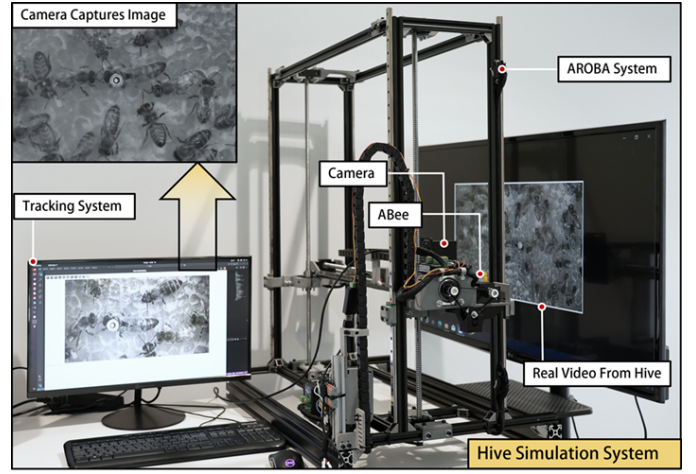 Camera Captures Image
AROBA System
Camera
ABee
Tracking System
Real Video From Hive
Hive Simulation System